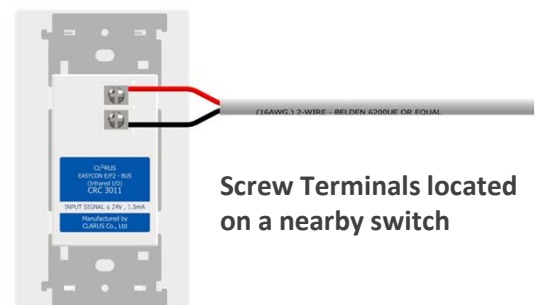 (16AWG.) 2-WIRE - BELDEN 6200UE OR EQUAL
CLARUS
EASYCON E/F2 - BUS
(Infrared I/O)
CRC 3011
INPUT SIGNAL ± 24V , 1.5mA
Manufactured by
CLARUS Co., Ltd
Screw Terminals located
on a nearby switch